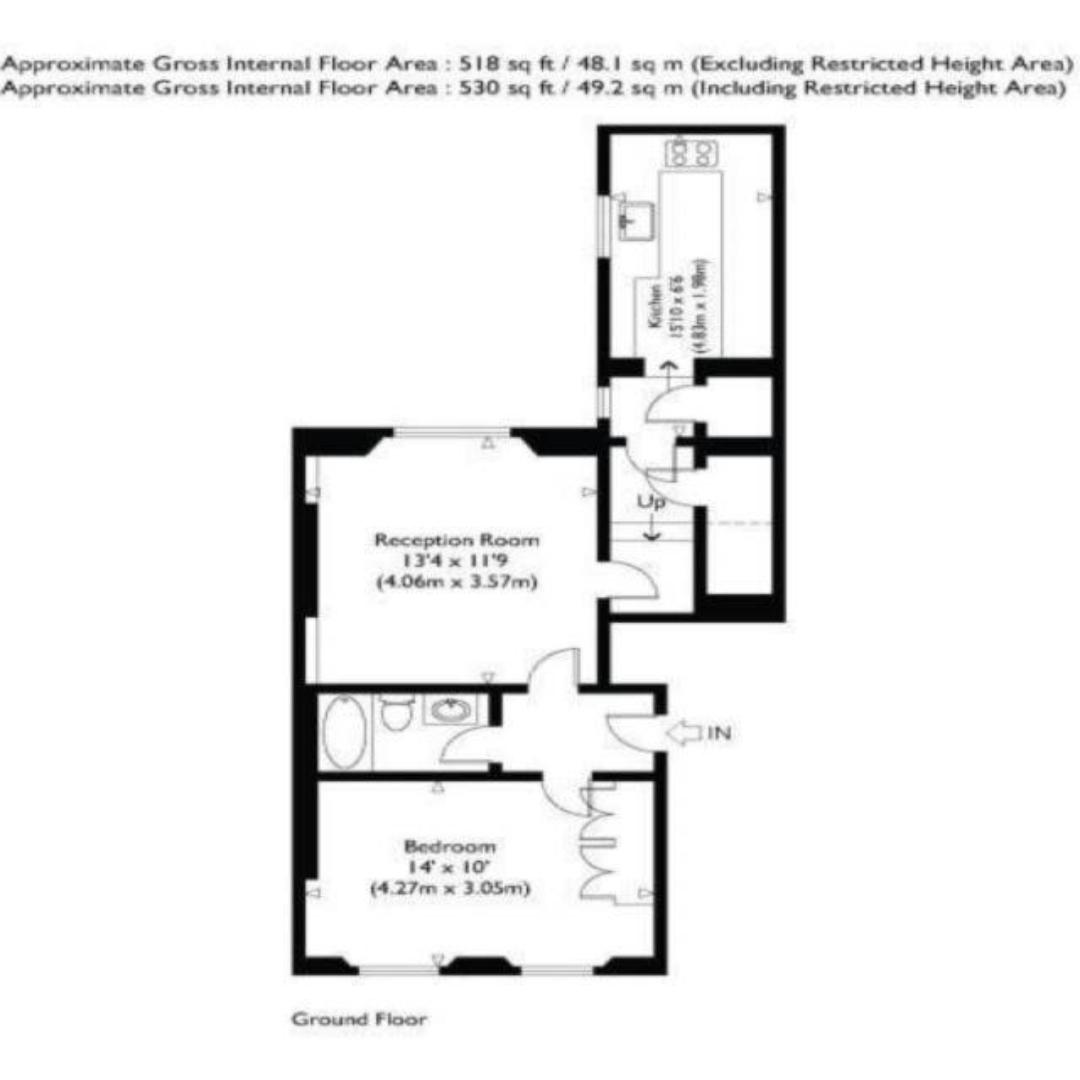 Approximate Gross Internal Floor Area : 518 sq ft / 48.1 sq m (Excluding Restricted Height Area)
Approximate Gross Internal Floor Area : 530 sq ft / 49.2 sq m (Including Restricted Height Area)
Kitchen
15'10 x 6'6
(4.83m x 1.98m)
Up
Reception Room
13'4 x 11'9
(4.06m x 3.57m)
IN
Bedroom
14' x 10'
(4.27m x 3.05m)
Ground Floor